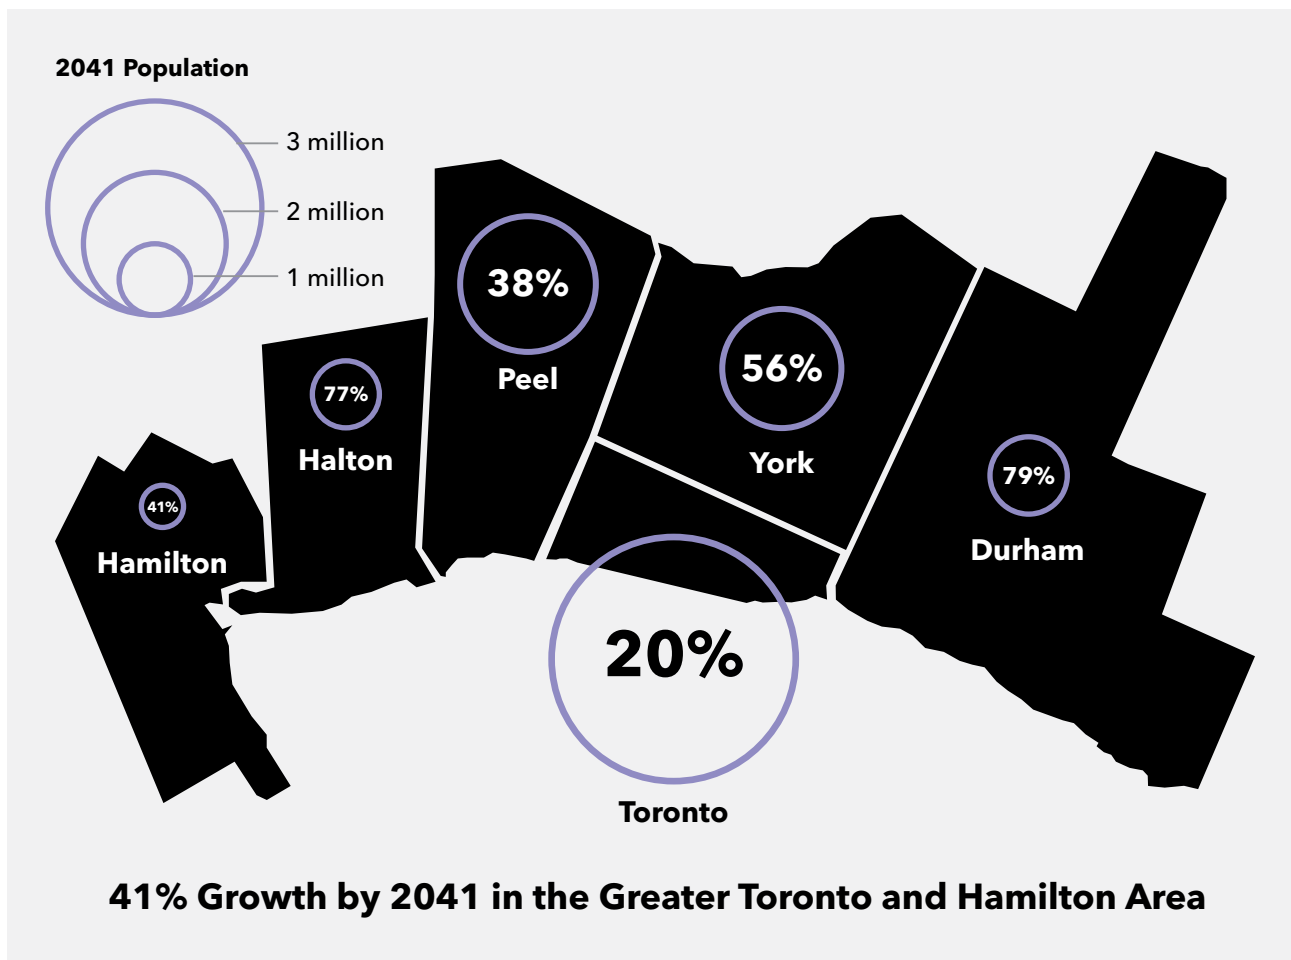 2041 Population
3 million
2 million
1 million
38%
Peel
56%
York
77%
Halton
79%
Durham
41%
Hamilton
20%
Toronto
41% Growth by 2041 in the Greater Toronto and Hamilton Area